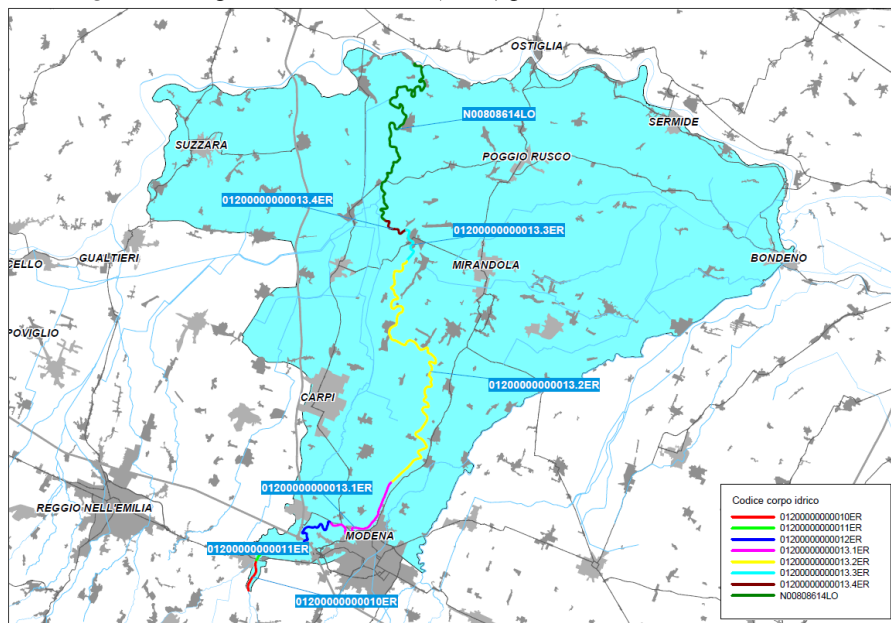 OSTIGLIA
N00808614LO
SERMIDE
SUZZARA
POGGIO RUSCO
01200000000013.4ER
01200000000013.3ER
GUALTIERI
CELLO
MIRANDOLA
BONDENO
POVIGLIO
01200000000013.2ER
CARPI
01200000000013.1ER
REGGIO NELL'EMILIA
MODENA
01200000000011ER
01200000000010ER
Codice corpo idrico
01200000000010ER
01200000000011ER
01200000000012ER
01200000000013.1ER
01200000000013.2ER
01200000000013.3ER
01200000000013.4ER
N00808614LO